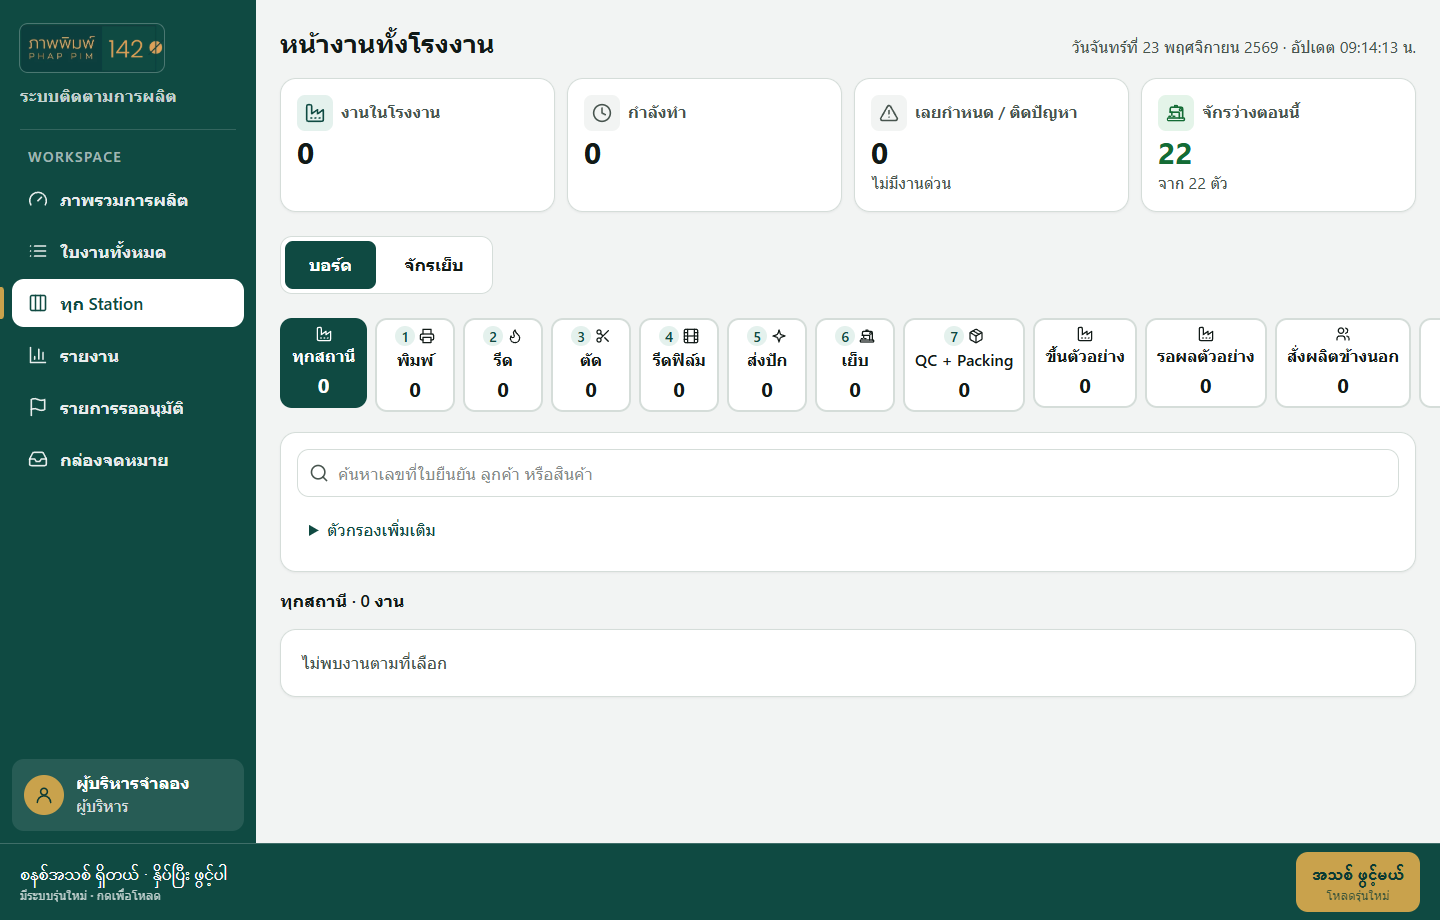 ภาพพิมพ์
PHAP PIM
142
ระบบติดตามการผลิต
WORKSPACE
ภาพรวมการผลิต
ใบงานทั้งหมด
ทุก Station
รายงาน
รายการรออนุมัติ
กล่องจดหมาย
ผู้บริหารจำลอง
ผู้บริหาร
หน้างานทั้งโรงงาน
วันจันทร์ที่ 23 พฤศจิกายน 2569 · อัปเดต 09:14:13 น.
งานในโรงงาน
0
กำลังทำ
0
เลยกำหนด / ติดปัญหา
0
ไม่มีงานด่วน
จักรว่างตอนนี้
22
จาก 22 ตัว
บอร์ด
จักรเย็บ
ทุกสถานี
0
1
พิมพ์
0
2
รีด
0
3
ตัด
0
4
รีดฟิล์ม
0
5
ส่งปัก
0
6
เย็บ
0
7
QC + Packing
0
ขึ้นตัวอย่าง
0
รอผลตัวอย่าง
0
สั่งผลิตข้างนอก
0
ค้นหาเลขที่ใบยืนยัน ลูกค้า หรือสินค้า
ตัวกรองเพิ่มเติม
ทุกสถานี · 0 งาน
ไม่พบงานตามที่เลือก
စနစ်အသစ် ရှိတယ် · နှိပ်ပြီး ဖွင့်ပါ
มีระบบรุ่นใหม่ · กดเพื่อโหลด
အသစ် ဖွင့်မယ်
โหลดรุ่นใหม่